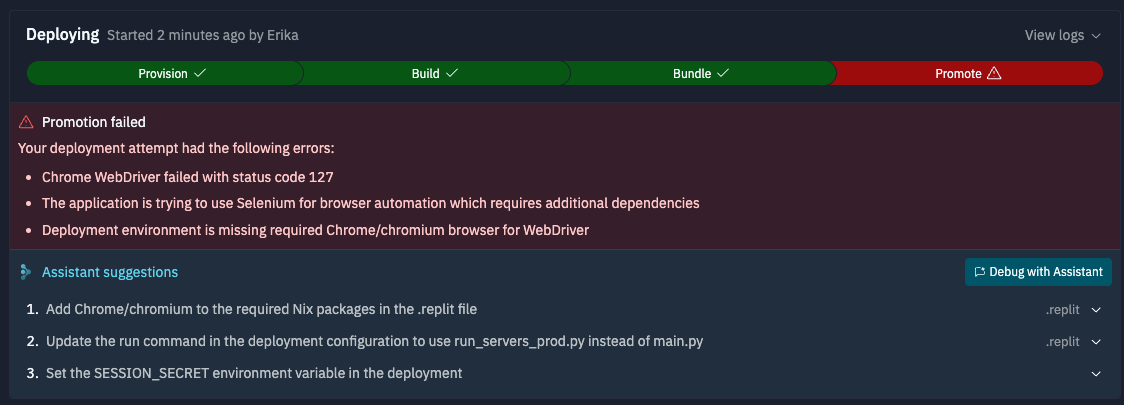 Deploying Started 2 minutes ago by Erika View logs
Provision Build Bundle Promote
Promotion failed
Your deployment attempt had the following errors:
• Chrome WebDriver failed with status code 127
• The application is trying to use Selenium for browser automation which requires additional dependencies
• Deployment environment is missing required Chrome/chromium browser for WebDriver
Assistant suggestions Debug with Assistant
1. Add Chrome/chromium to the required Nix packages in the .replit file .replit
2. Update the run command in the deployment configuration to use run_servers_prod.py instead of main.py .replit
3. Set the SESSION_SECRET environment variable in the deployment